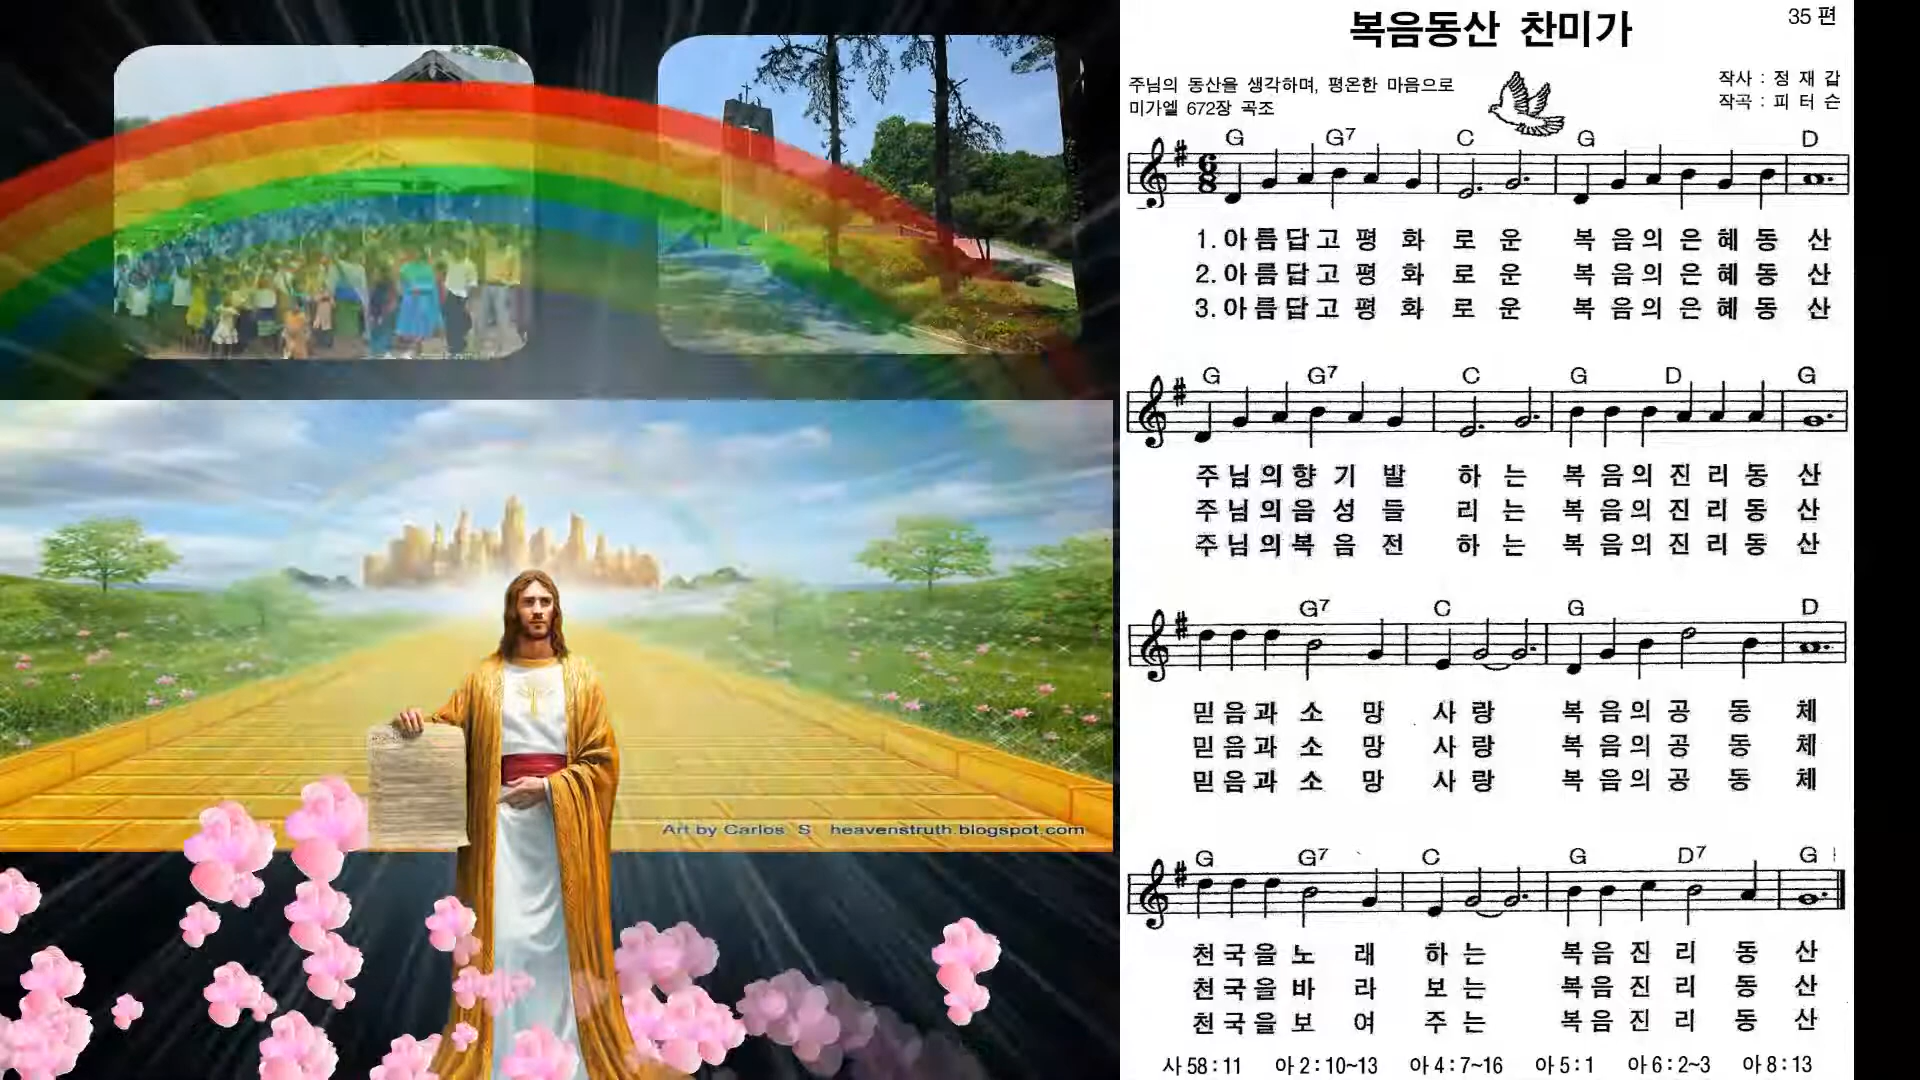 복음동산 찬미가
35 편
주님의 동산을 생각하며, 평온한 마음으로
미가엘 672장 곡조
작사 : 정 재 갑
작곡 : 피 터 슨
G G7 C G D
1. 아 름 답 고 평 화 로 운 복 음 의 은 혜 동 산
2. 아 름 답 고 평 화 로 운 복 음 의 은 혜 동 산
3. 아 름 답 고 평 화 로 운 복 음 의 은 혜 동 산
G G7 C G D G
주 님 의 향 기 발 하 는 복 음 의 진 리 동 산
주 님 의 음 성 들 리 는 복 음 의 진 리 동 산
주 님 의 복 음 전 하 는 복 음 의 진 리 동 산
G7 C G D
믿 음 과 소 망 사 랑 복 음 의 공 동 체
믿 음 과 소 망 사 랑 복 음 의 공 동 체
믿 음 과 소 망 사 랑 복 음 의 공 동 체
G G7 C G D7 G
천 국 을 노 래 하 는 복 음 진 리 동 산
천 국 을 바 라 보 는 복 음 진 리 동 산
천 국 을 보 여 주 는 복 음 진 리 동 산
사 58 : 11 아 2 : 10~13 아 4 : 7~16 아 5 : 1 아 6 : 2~3 아 8 : 13
Art by Carlos S heavenstruth.blogspot.com